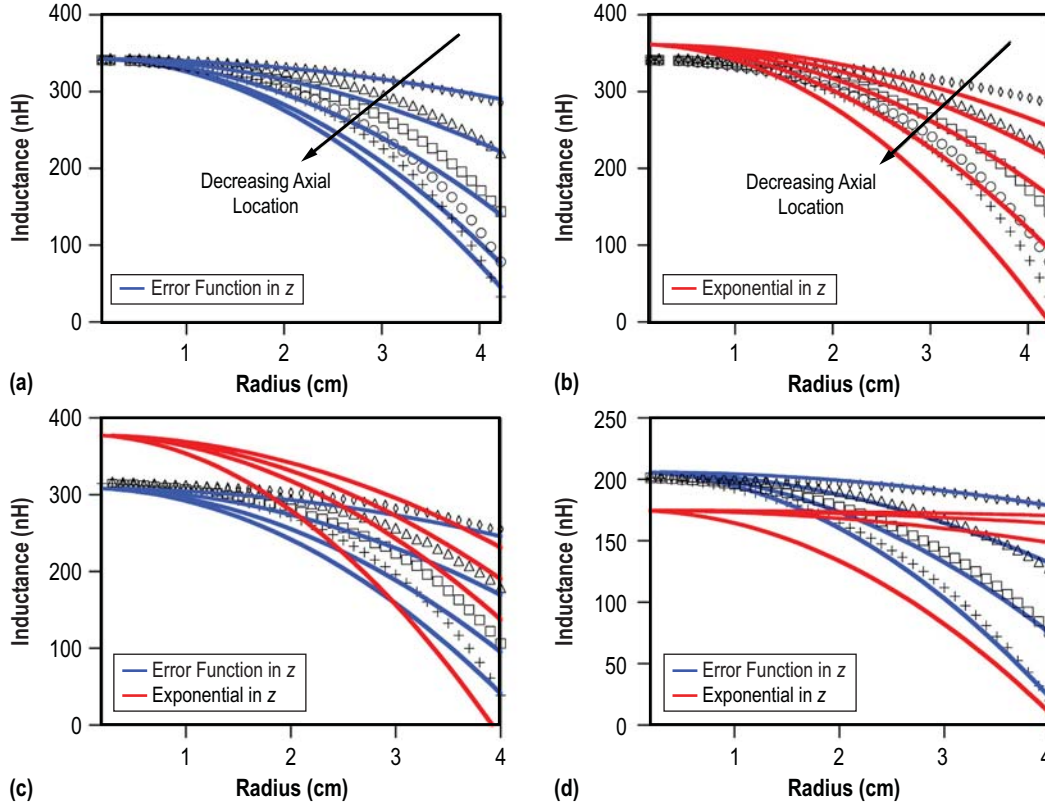 400
300
200
100
0
Inductance (nH)
Decreasing Axial
Location
Error Function in z
1 2 3 4
(a) Radius (cm)
400
300
200
100
0
Inductance (nH)
Decreasing Axial
Location
Exponential in z
1 2 3 4
(b) Radius (cm)
400
300
200
100
0
Inductance (nH)
Error Function in z
Exponential in z
1 2 3 4
(c) Radius (cm)
250
200
150
100
50
0
Inductance (nH)
Error Function in z
Exponential in z
1 2 3 4
(d) Radius (cm)